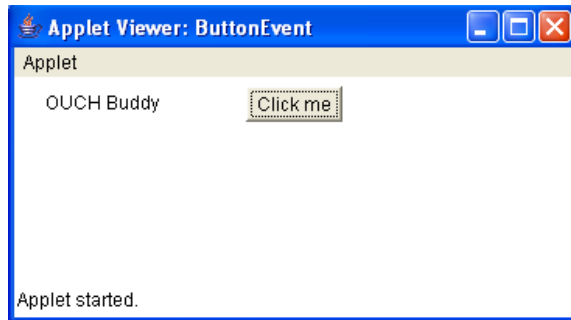 Applet Viewer: ButtonEvent
Applet
OUCH Buddy Click me
Applet started.